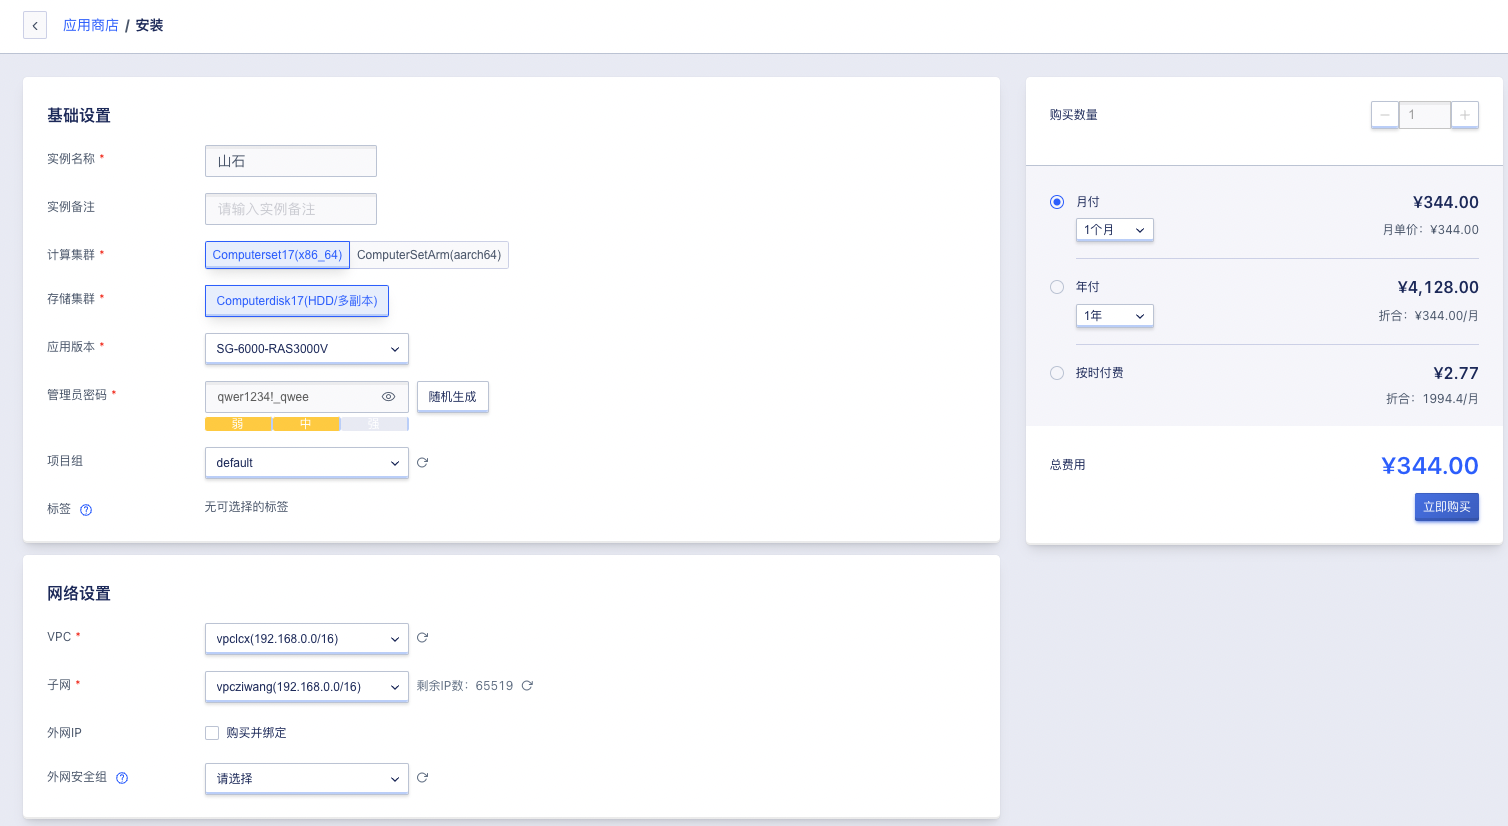 应用商店 / 安装
基础设置
实例名称 *
山石
实例备注
请输入实例备注
计算集群 *
Computerset17(x86_64)
ComputerSetArm(aarch64)
存储集群 *
Computerdisk17(HDD/多副本)
应用版本 *
SG-6000-RAS3000V
管理员密码 *
qwer1234!_qwee
随机生成
弱 中 强
项目组
default
标签
无可选择的标签
网络设置
VPC *
vpclcx(192.168.0.0/16)
子网 *
vpcziwang(192.168.0.0/16)
剩余IP数：65519
外网IP
购买并绑定
外网安全组
请选择
购买数量
1
月付
¥344.00
1个月
月单价：¥344.00
年付
¥4,128.00
1年
折合：¥344.00/月
按时付费
¥2.77
折合：1994.4/月
总费用
¥344.00
立即购买